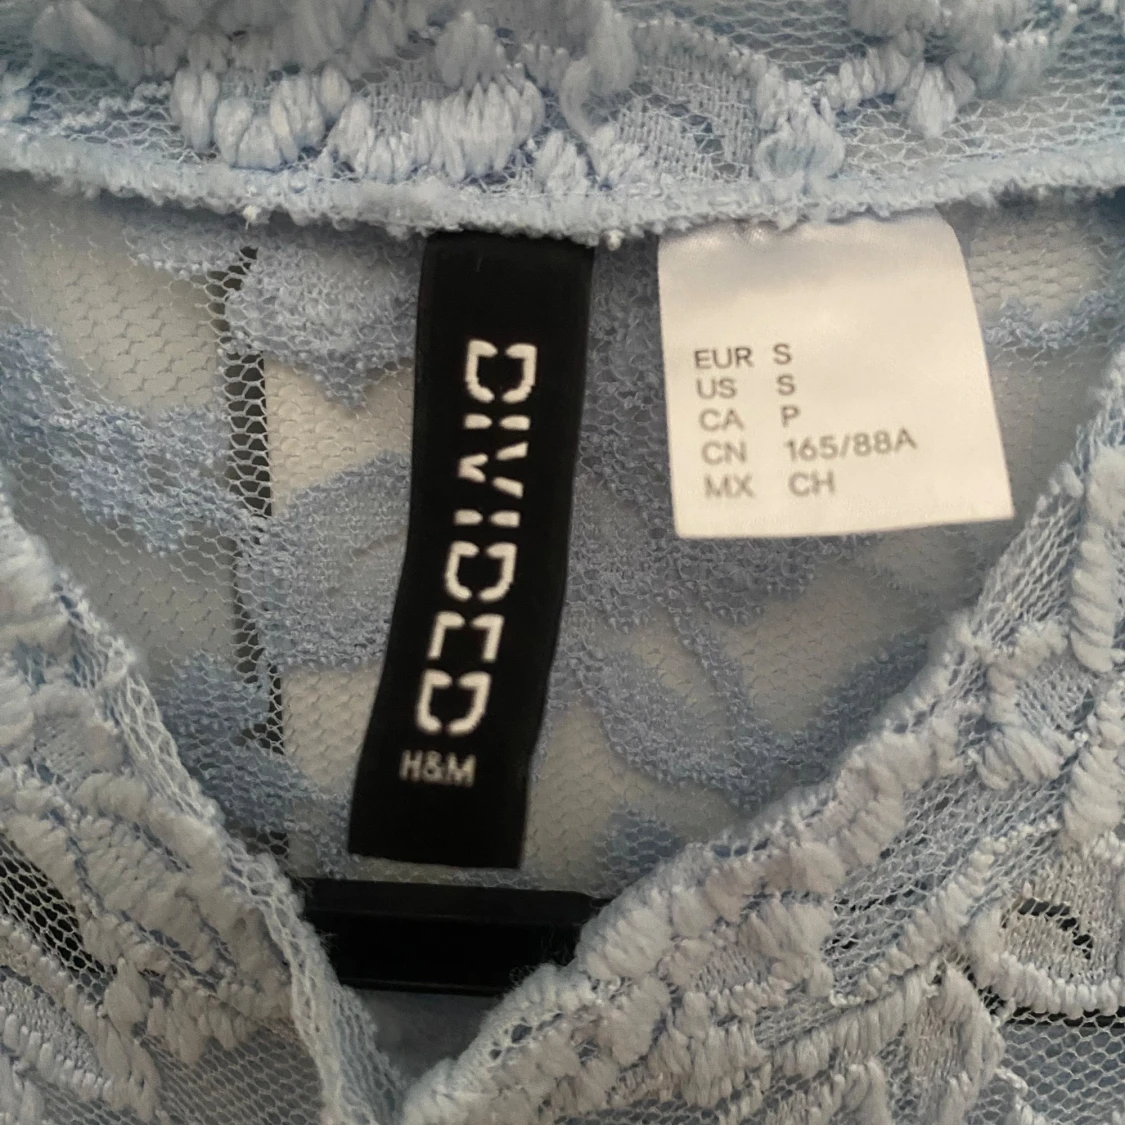 DIVIDED
H&M
EUR S
US S
CA P
CN 165/88A
MX CH